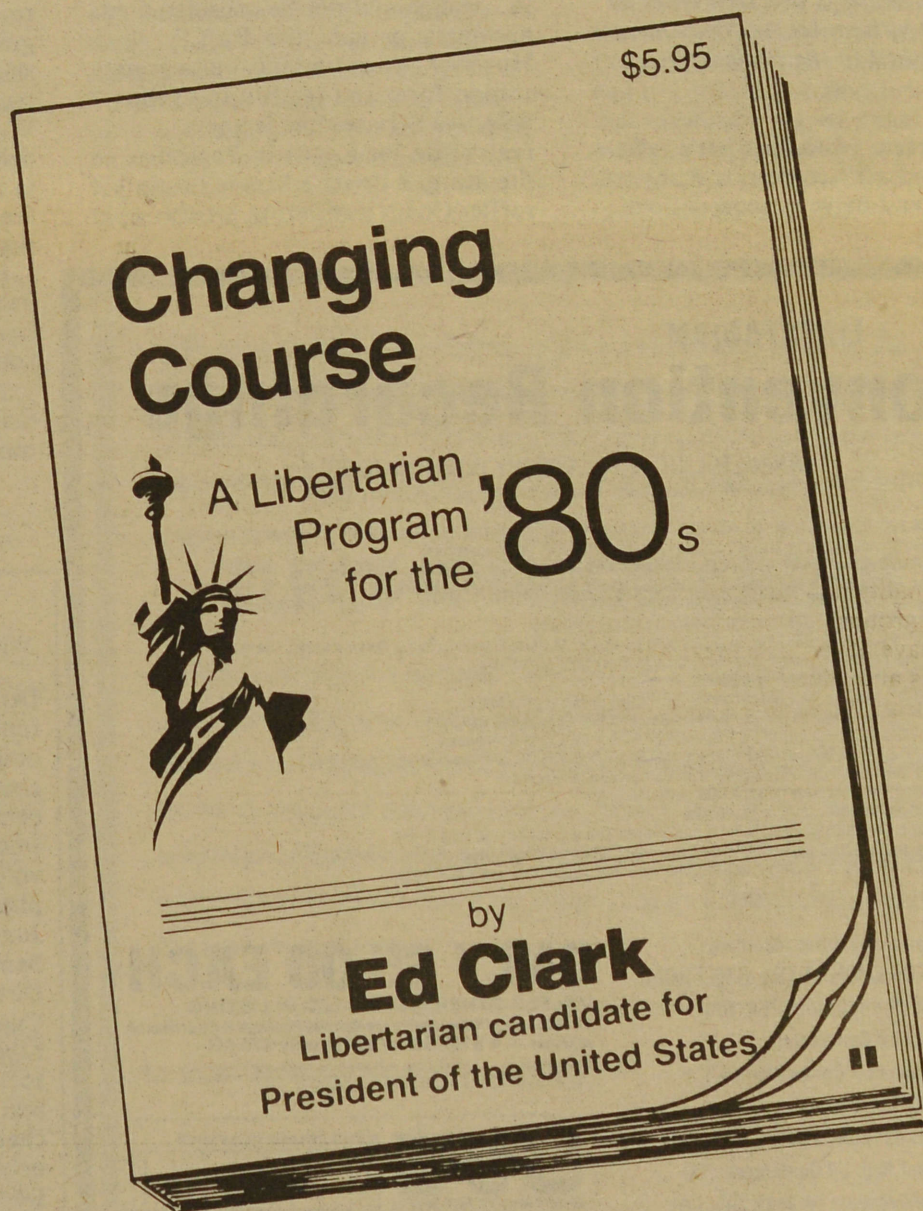 $5.95
Changing
Course
A Libertarian
Program
for the
’80s
by
Ed Clark
Libertarian candidate for
President of the United States